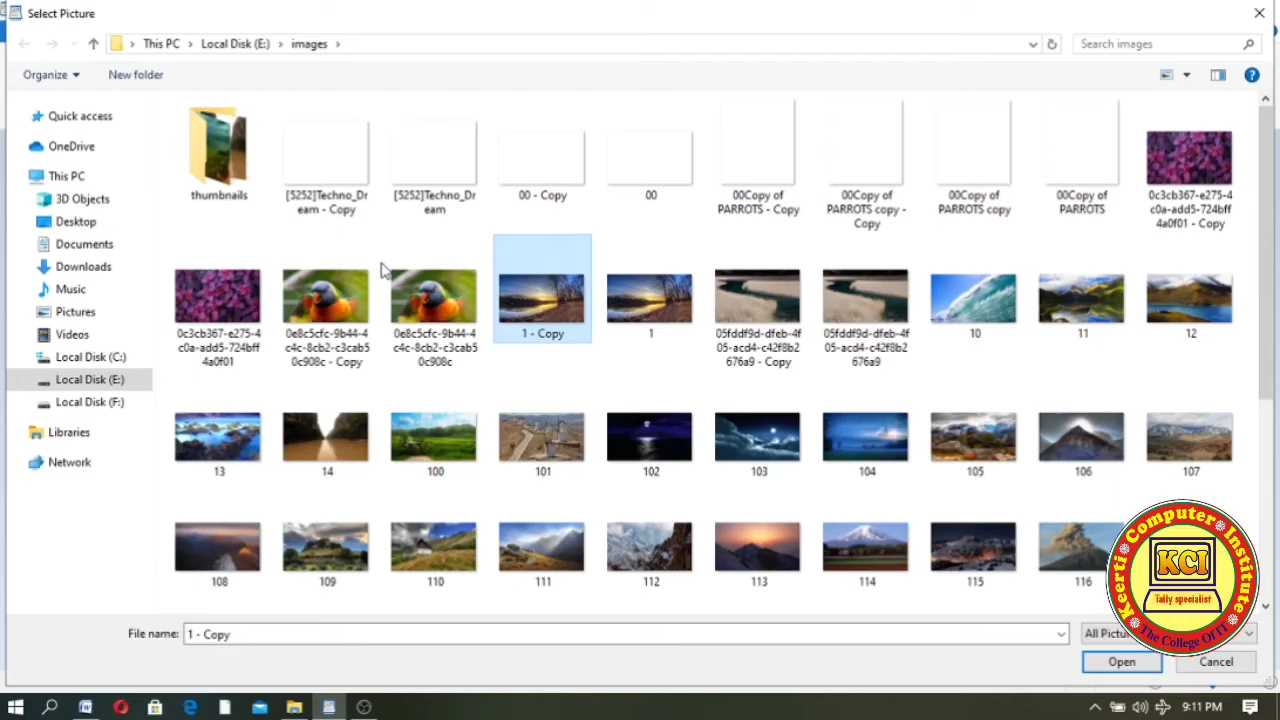 Select Picture
This PC > Local Disk (E:) > images >
Search images
Organize
New folder
Quick access
OneDrive
This PC
3D Objects
Desktop
Documents
Downloads
Music
Pictures
Videos
Local Disk (C:)
Local Disk (E:)
Local Disk (F:)
Libraries
Network
thumbnails
[5252]Techno_Dr
eam - Copy
[5252]Techno_Dr
eam
00 - Copy
00
00Copy of
PARROTS - Copy
00Copy of
PARROTS copy -
Copy
00Copy of
PARROTS copy
00Copy of
PARROTS
0c3cb367-e275-4
c0a-add5-724bff
4a0f01 - Copy
0c3cb367-e275-4
c0a-add5-724bff
4a0f01
0e8c5cfc-9b44-4
c4c-8cb2-c3cab5
0c908c - Copy
0e8c5cfc-9b44-4
c4c-8cb2-c3cab5
0c908c
1 - Copy
1
05fddf9d-dfeb-4f
05-acd4-c42f8b2
676a9 - Copy
05fddf9d-dfeb-4f
05-acd4-c42f8b2
676a9
10
11
12
13
14
100
101
102
103
104
105
106
107
108
109
110
111
112
113
114
115
116
File name:
1 - Copy
All Pictu
Open
Cancel
Keerti Computer Institute
KCI
Tally specialist
The College Of IT
9:11 PM